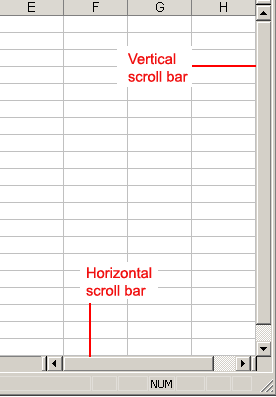 E F G H
Vertical
scroll bar
Horizontal
scroll bar
NUM